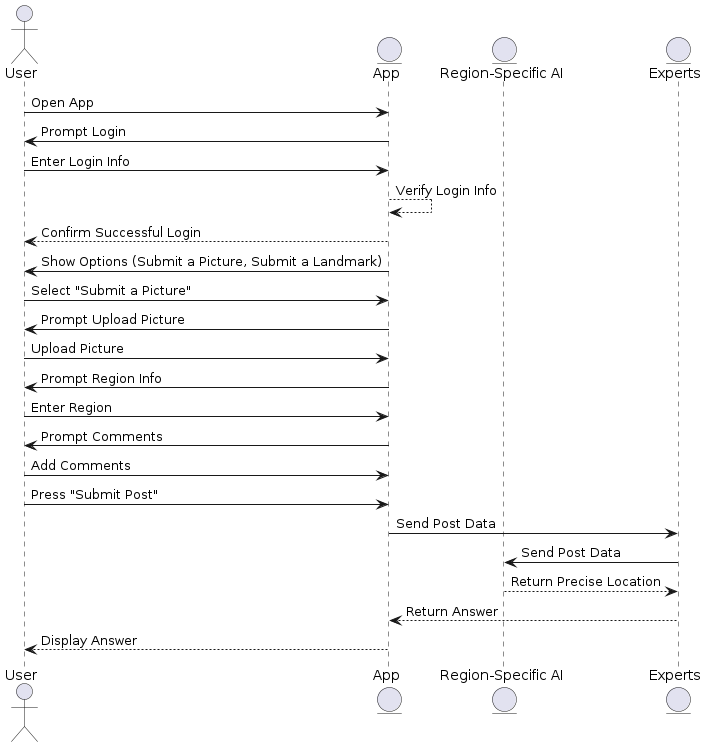 User
App
Region-Specific AI
Experts
Open App
Prompt Login
Enter Login Info
Verify Login Info
Confirm Successful Login
Show Options (Submit a Picture, Submit a Landmark)
Select "Submit a Picture"
Prompt Upload Picture
Upload Picture
Prompt Region Info
Enter Region
Prompt Comments
Add Comments
Press "Submit Post"
Send Post Data
Send Post Data
Return Precise Location
Return Answer
Display Answer
User
App
Region-Specific AI
Experts